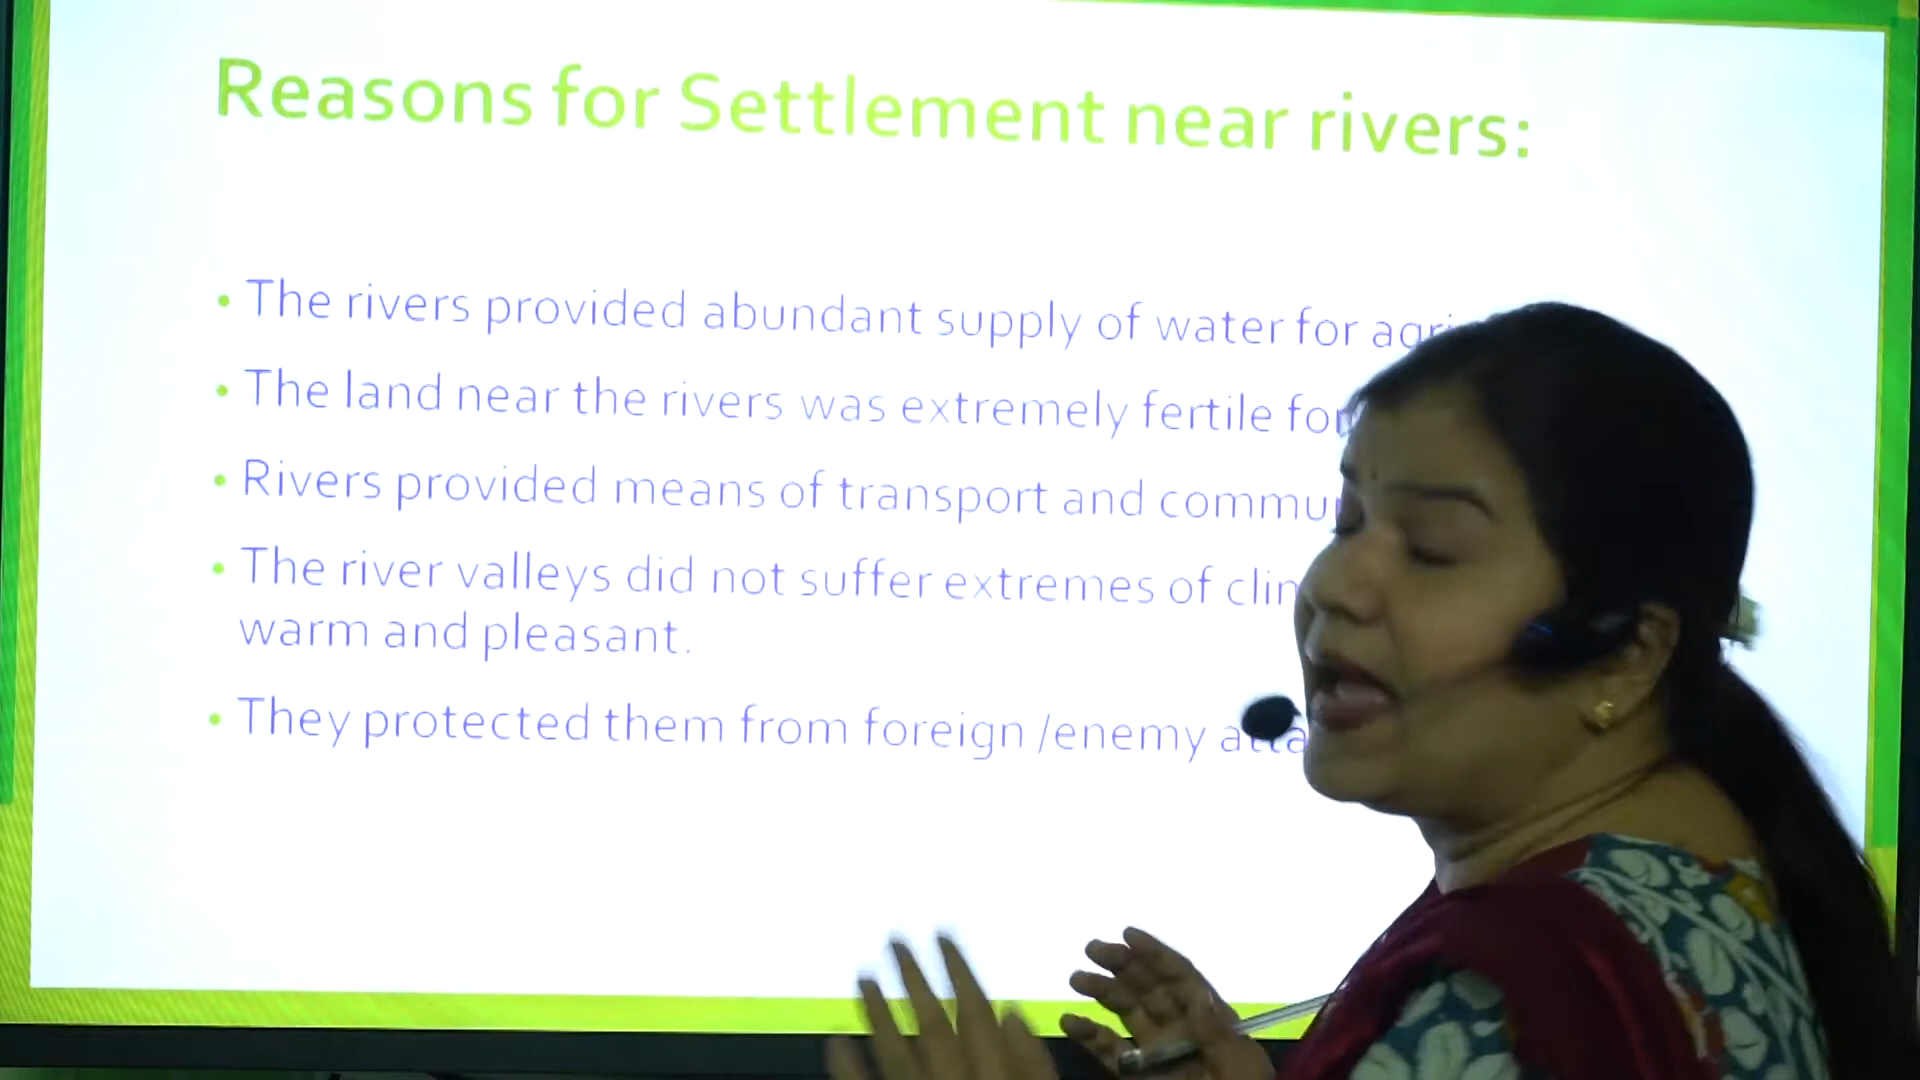 Reasons for Settlement near rivers:
• The rivers provided abundant supply of water for
• The land near the rivers was extremely fertile for
• Rivers provided means of transport and
• The river valleys did not suffer extremes of
warm and pleasant.
• They protected them from foreign /enemy